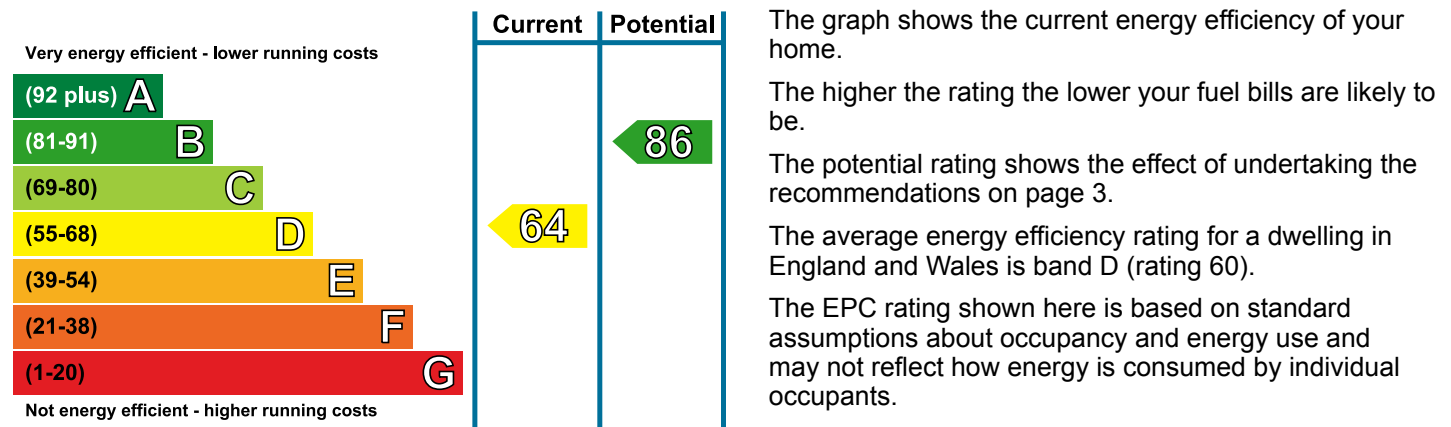 Current Potential
Very energy efficient - lower running costs
(92 plus) A
(81-91) B
86
(69-80) C
(55-68) D
64
(39-54) E
(21-38) F
(1-20) G
Not energy efficient - higher running costs
The graph shows the current energy efficiency of your
home.
The higher the rating the lower your fuel bills are likely to
be.
The potential rating shows the effect of undertaking the
recommendations on page 3.
The average energy efficiency rating for a dwelling in
England and Wales is band D (rating 60).
The EPC rating shown here is based on standard
assumptions about occupancy and energy use and
may not reflect how energy is consumed by individual
occupants.